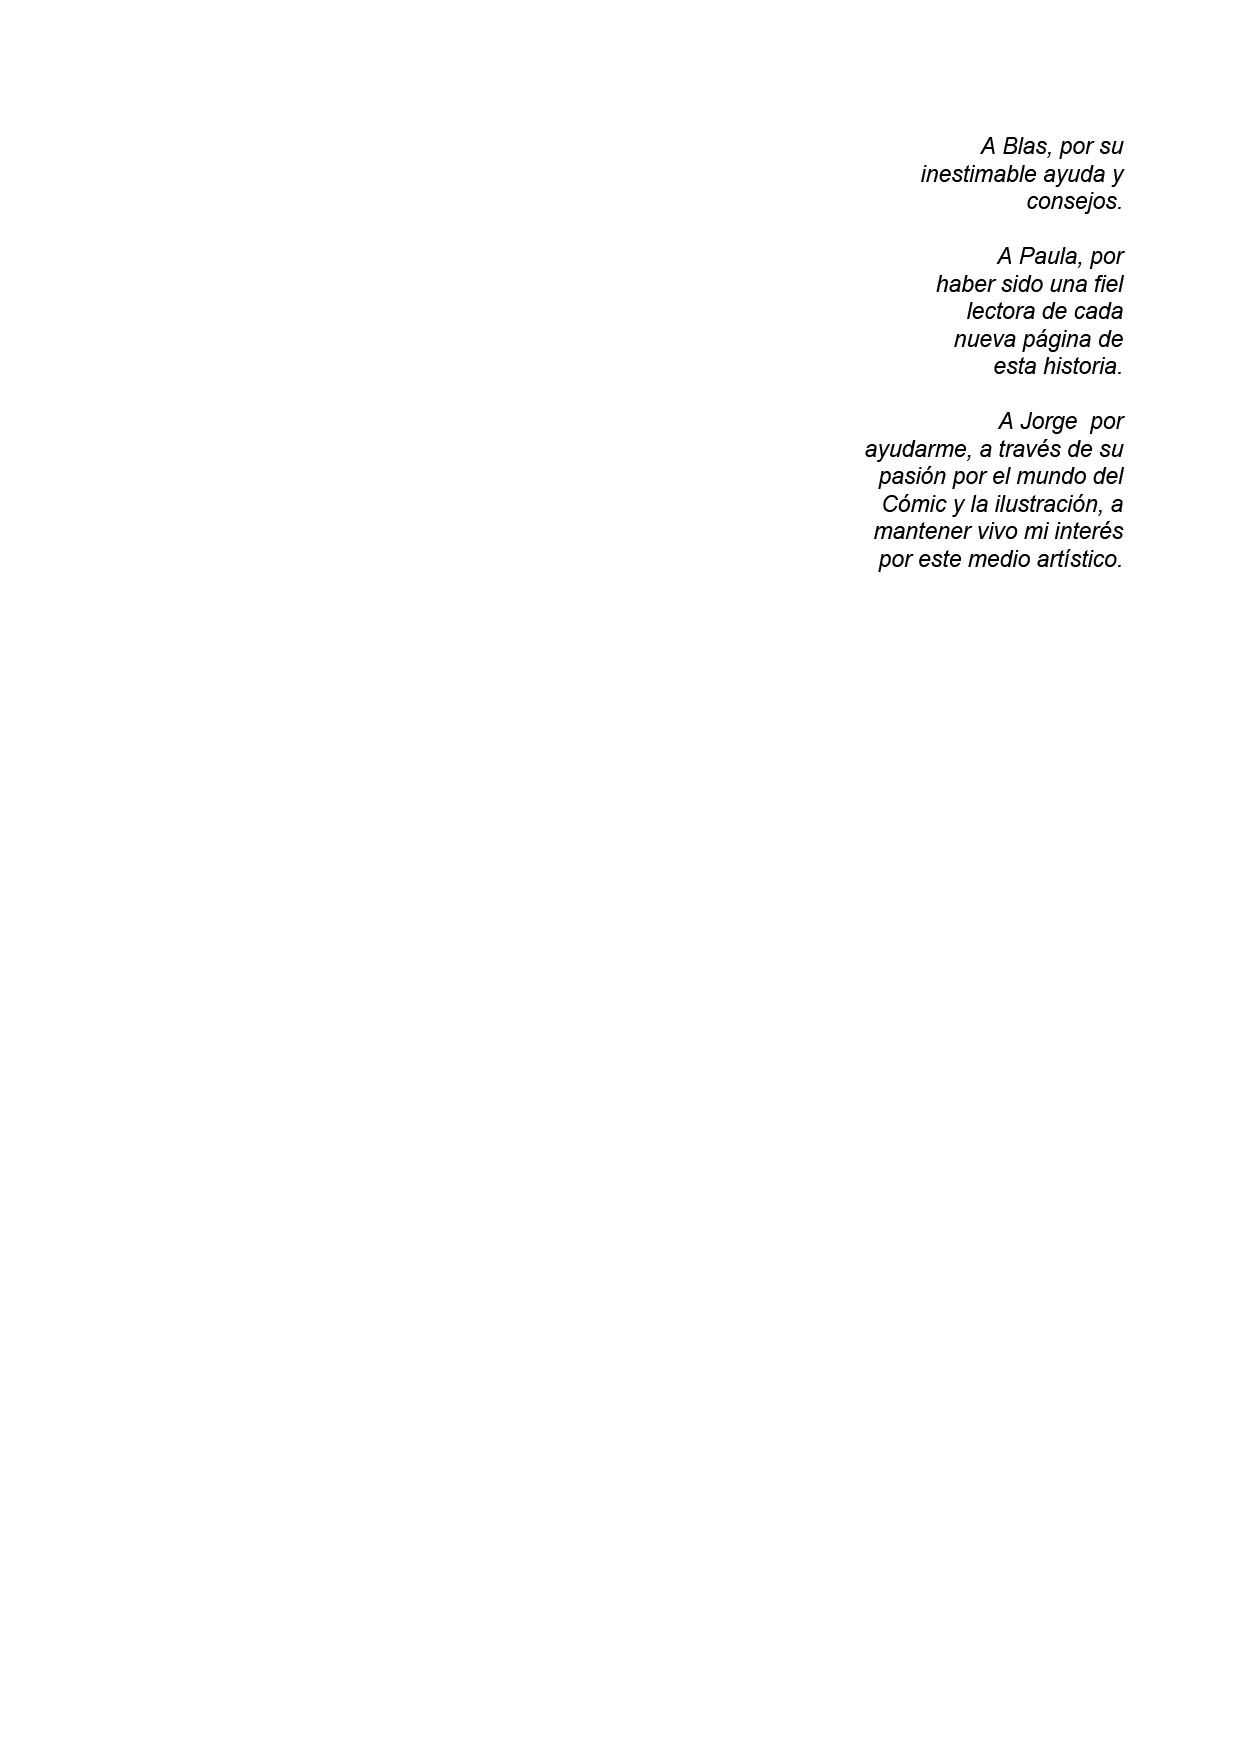 A Blas, por su
inestimable ayuda y
consejos.
A Paula, por
haber sido una fiel
lectora de cada
nueva página de
esta historia.
A Jorge  por
ayudarme, a través de su
pasión por el mundo del
Cómic y la ilustración, a
mantener vivo mi interés
por este medio artístico.